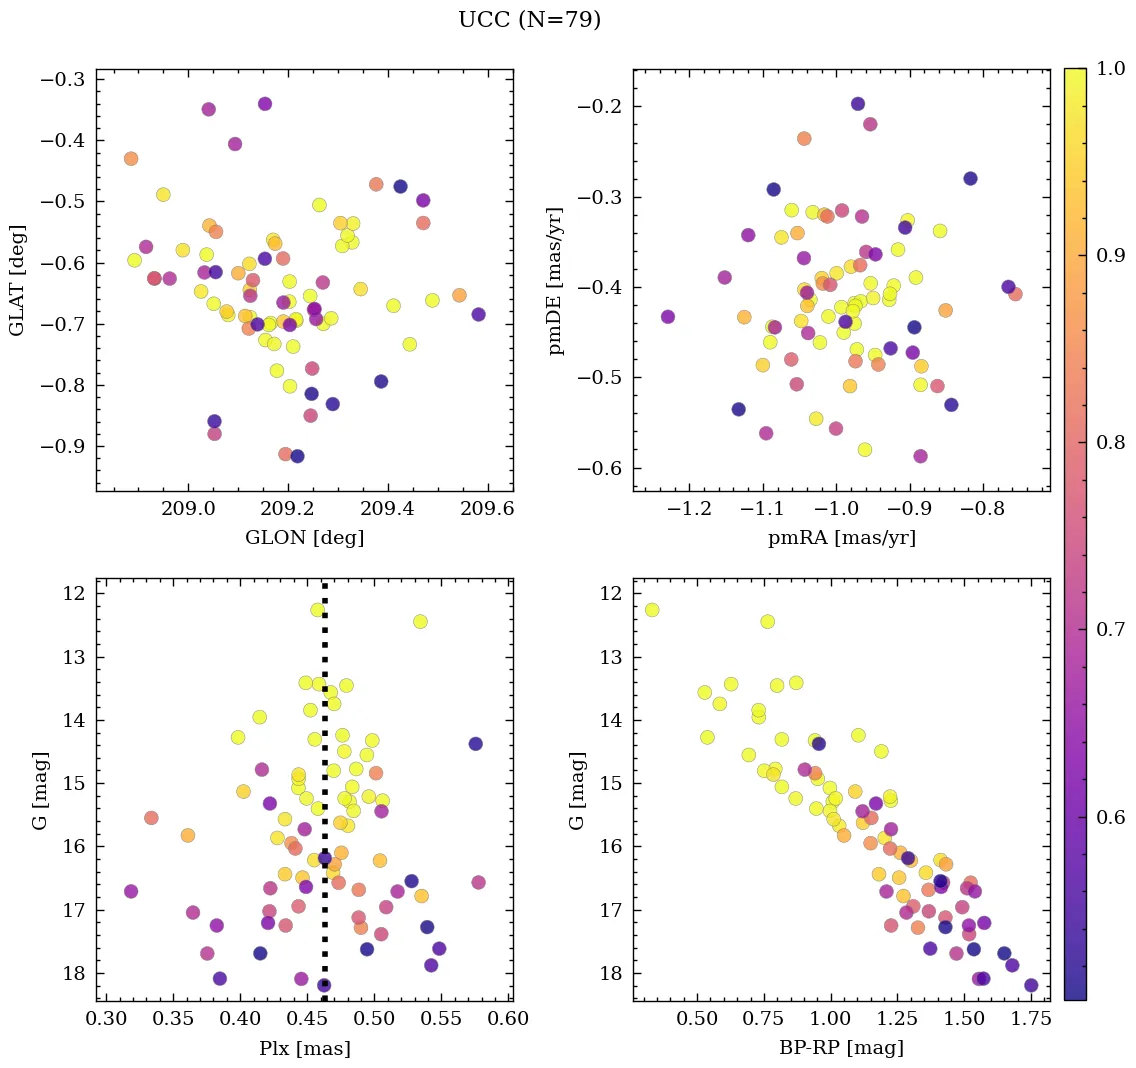 UCC (N=79)
−0.3
−0.4
−0.5
−0.6
−0.7
−0.8
−0.9
GLAT [deg]
209.0 209.2 209.4 209.6
GLON [deg]
−0.2
−0.3
−0.4
−0.5
−0.6
pmDE [mas/yr]
−1.2 −1.1 −1.0 −0.9 −0.8
pmRA [mas/yr]
12
13
14
15
16
17
18
G [mag]
0.30 0.35 0.40 0.45 0.50 0.55 0.60
Plx [mas]
12
13
14
15
16
17
18
G [mag]
0.50 0.75 1.00 1.25 1.50 1.75
BP-RP [mag]
1.0
0.9
0.8
0.7
0.6